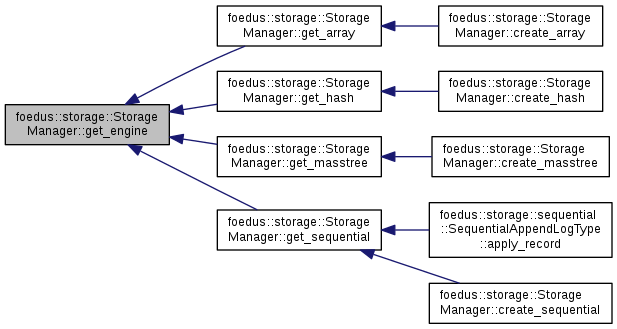 foedus::storage::Storage
Manager::get_engine
foedus::storage::Storage
Manager::get_array
foedus::storage::Storage
Manager::create_array
foedus::storage::Storage
Manager::get_hash
foedus::storage::Storage
Manager::create_hash
foedus::storage::Storage
Manager::get_masstree
foedus::storage::Storage
Manager::create_masstree
foedus::storage::Storage
Manager::get_sequential
foedus::storage::sequential
::SequentialAppendLogType
::apply_record
foedus::storage::Storage
Manager::create_sequential